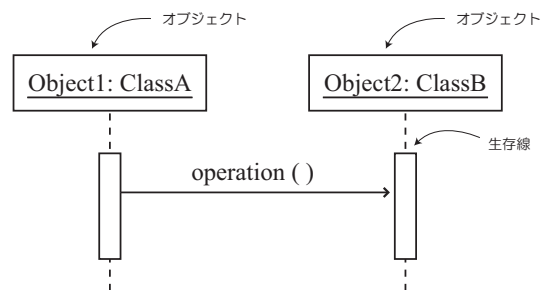 オブジェクト
オブジェクト
Object1: ClassA
Object2: ClassB
生存線
operation ( )